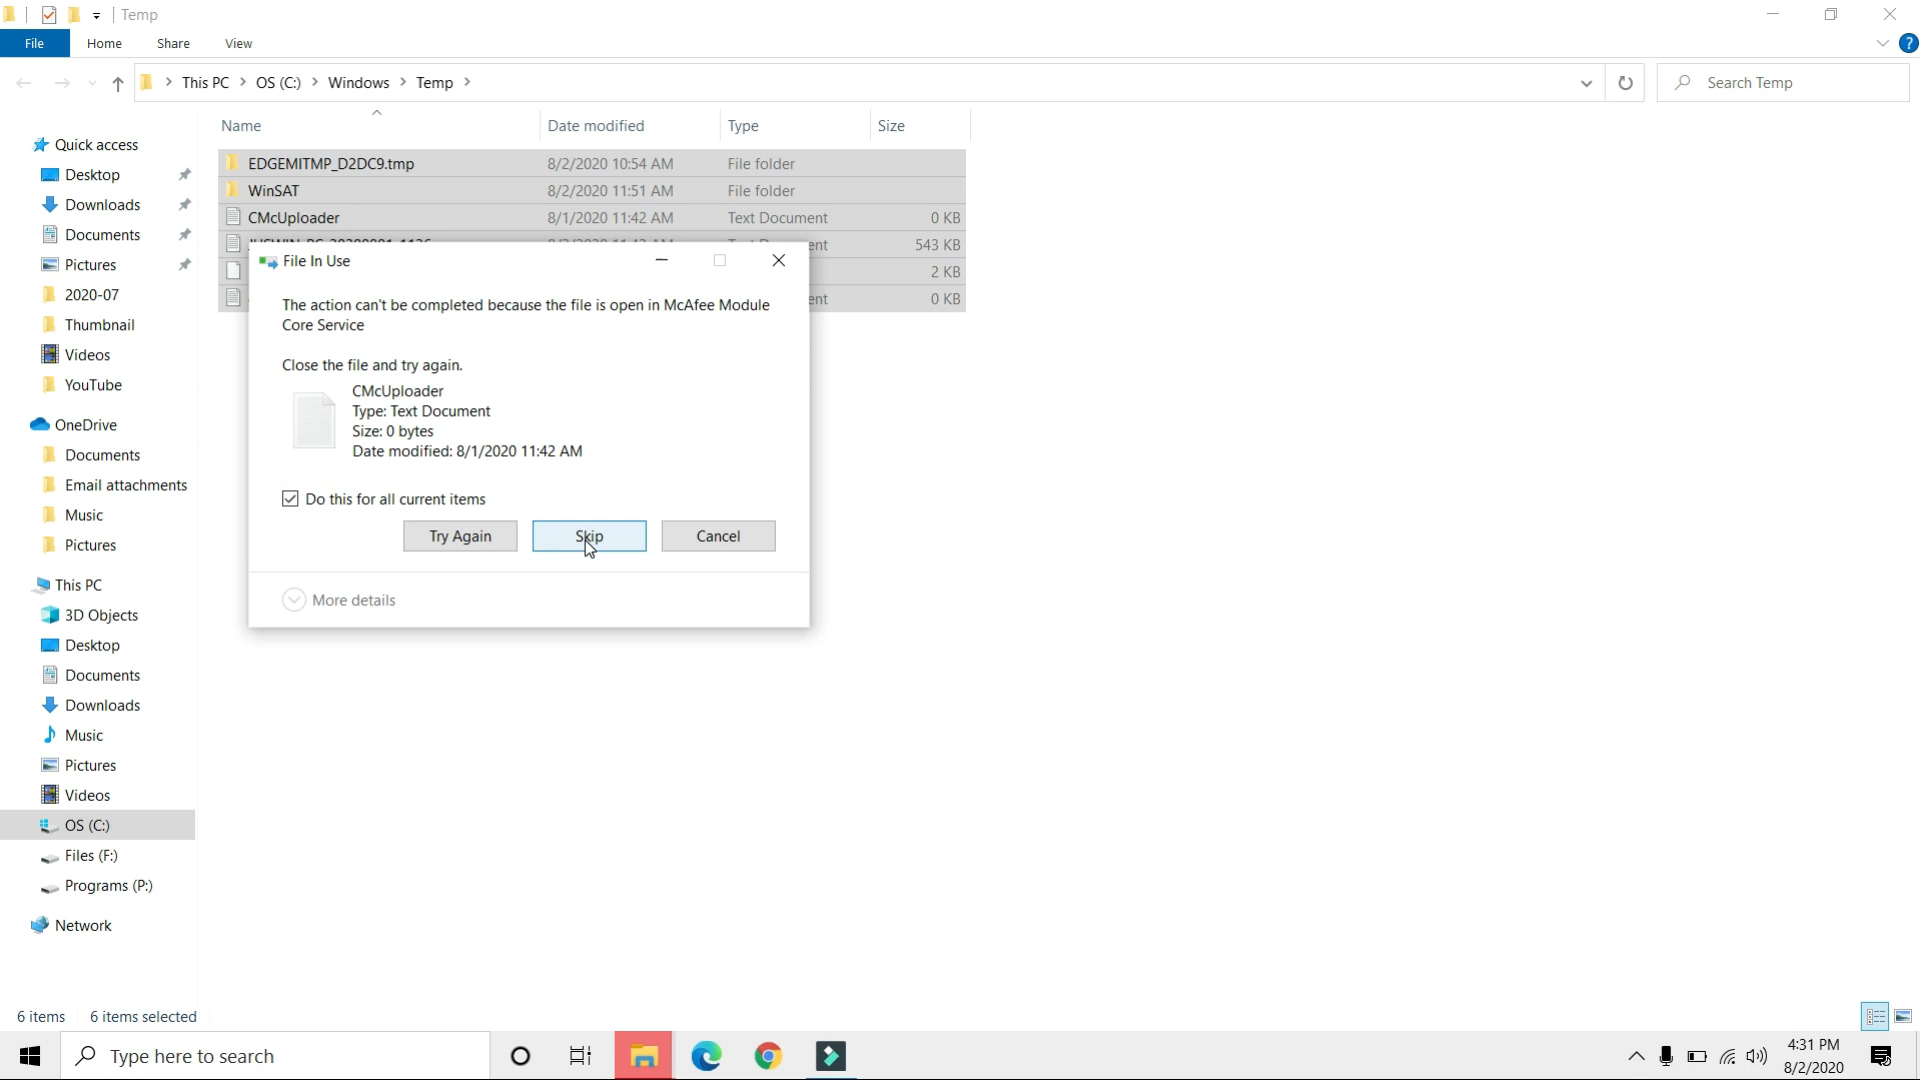 Temp
File Home Share View
This PC OS (C:) Windows Temp
Search Temp
Name Date modified Type Size
EDGEMITMP_D2DC9.tmp 8/2/2020 10:54 AM File folder
WinSAT 8/2/2020 11:51 AM File folder
CMcUploader 8/1/2020 11:42 AM Text Document 0 KB
543 KB
2 KB
0 KB
File In Use
The action can't be completed because the file is open in McAfee Module
Core Service
Close the file and try again.
CMcUploader
Type: Text Document
Size: 0 bytes
Date modified: 8/1/2020 11:42 AM
Do this for all current items
Try Again Skip Cancel
More details
Quick access
Desktop
Downloads
Documents
Pictures
2020-07
Thumbnail
Videos
YouTube
OneDrive
Documents
Email attachments
Music
Pictures
This PC
3D Objects
Desktop
Documents
Downloads
Music
Pictures
Videos
OS (C:)
Files (F:)
Programs (P:)
Network
6 items 6 items selected
Type here to search
4:31 PM
8/2/2020